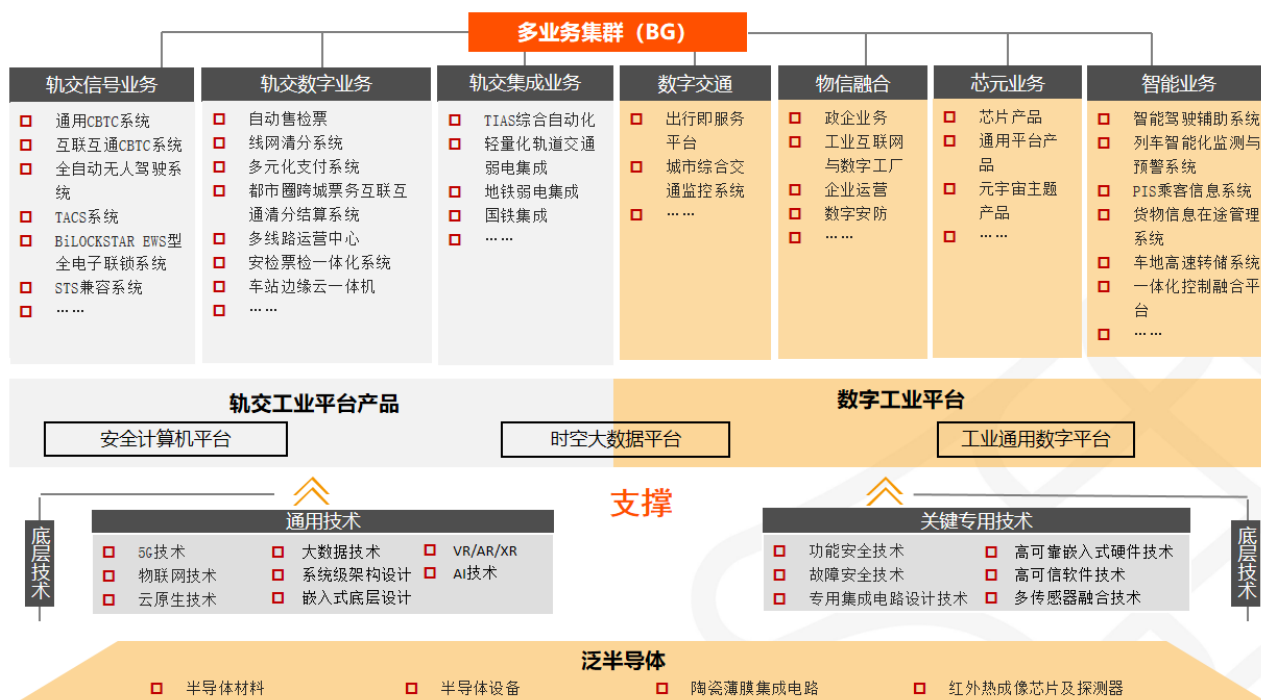 多业务集群（BG）
轨交信号业务
通用CBTC系统
互联互通CBTC系统
全自动无人驾驶系
统
TACS系统
BiLOCKSTAR EWS型
全电子联锁系统
STS兼容系统
……
轨交数字业务
自动售检票
线网清分系统
多元化支付系统
都市圈跨城票务互联互
通清分结算系统
多线路运营中心
安检票检一体化系统
车站边缘云一体机
……
轨交集成业务
TIAS综合自动化
轻量化轨道交通
弱电集成
地铁弱电集成
国铁集成
……
数字交通
出行即服务
平台
城市综合交
通监控系统
……
物信融合
政企业务
工业互联网
与数字工厂
企业运营
数字安防
……
芯元业务
芯片产品
通用平台产
品
元宇宙主题
产品
……
智能业务
智能驾驶辅助系统
列车智能化监测与
预警系统
PIS乘客信息系统
货物信息在途管理
系统
车地高速转储系统
一体化控制融合平
台
……
轨交工业平台产品
数字工业平台
安全计算机平台
时空大数据平台
工业通用数字平台
支撑
底层技术
通用技术
5G技术
物联网技术
云原生技术
大数据技术
系统级架构设计
嵌入式底层设计
VR/AR/XR
AI技术
关键专用技术
功能安全技术
故障安全技术
专用集成电路设计技术
高可靠嵌入式硬件技术
高可信软件技术
多传感器融合技术
底层技术
泛半导体
半导体材料
半导体设备
陶瓷薄膜集成电路
红外热成像芯片及探测器